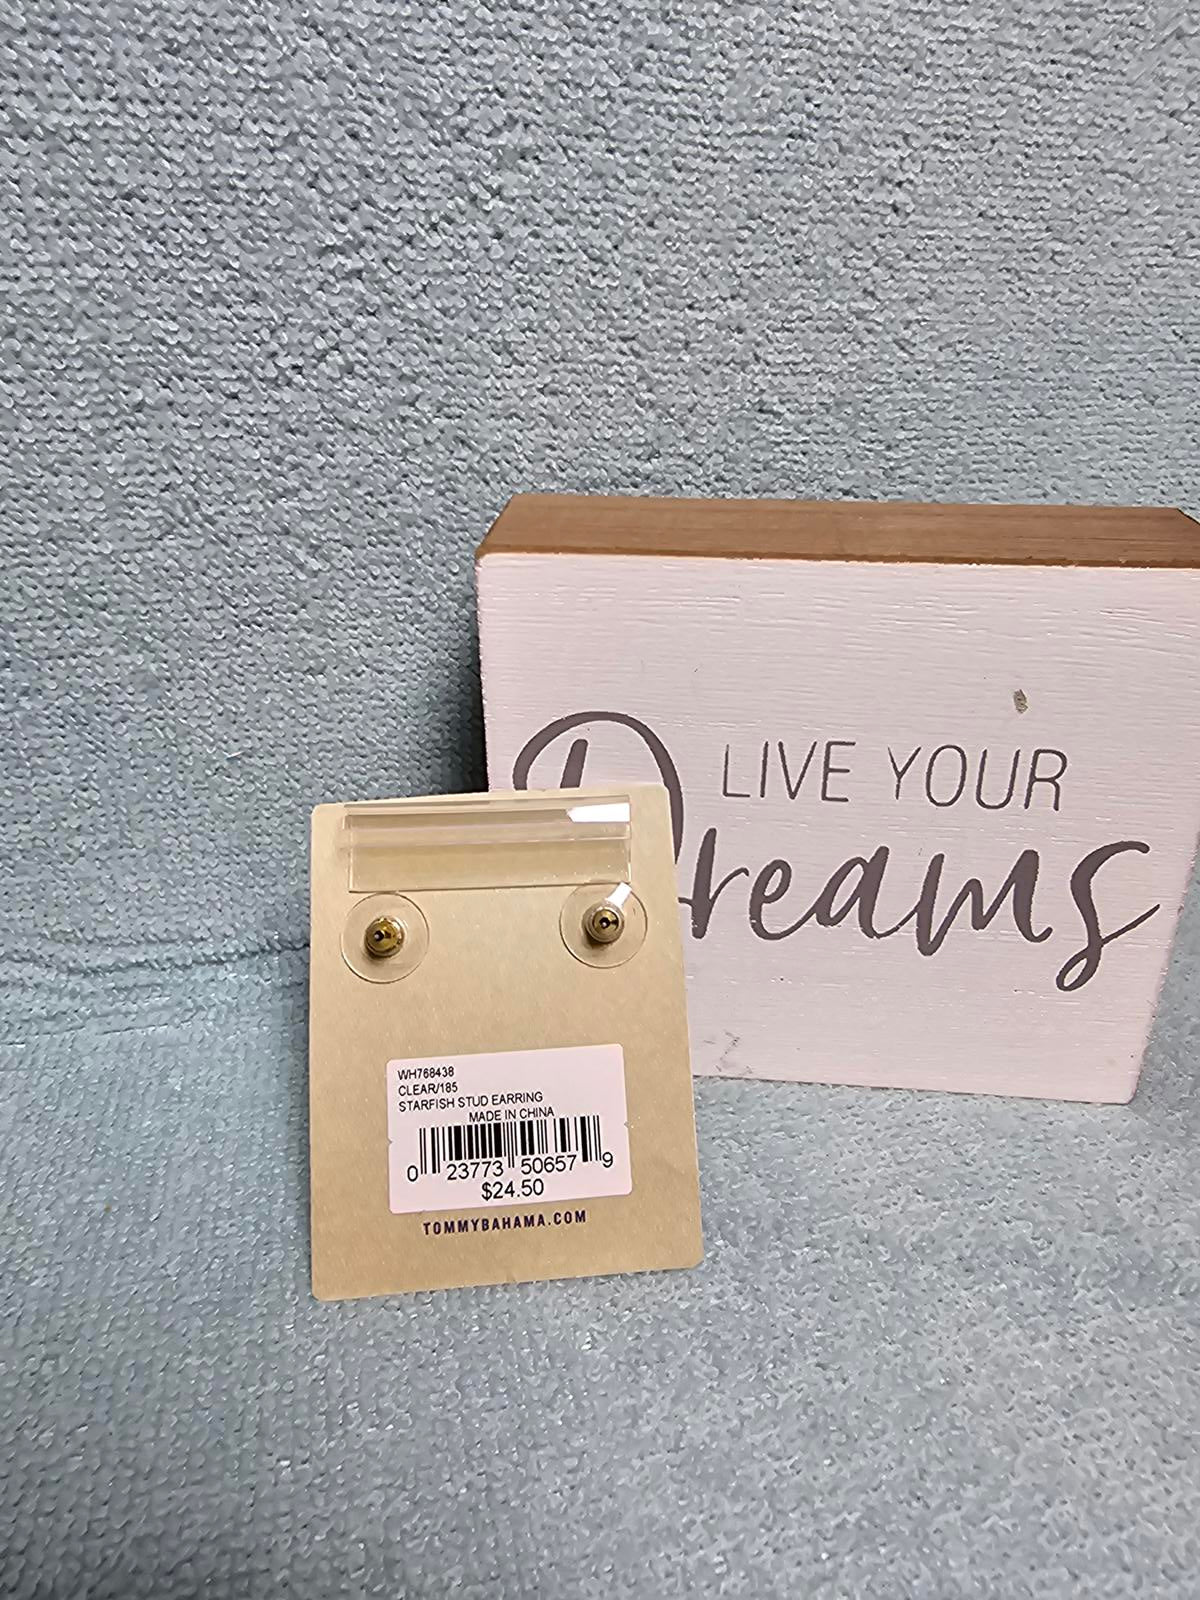 LIVE YOUR
Dreams
WH768438
CLEAR/185
STARFISH STUD EARRING
MADE IN CHINA
0 23773 50657 9
$24.50
TOMMYBAHAMA.COM